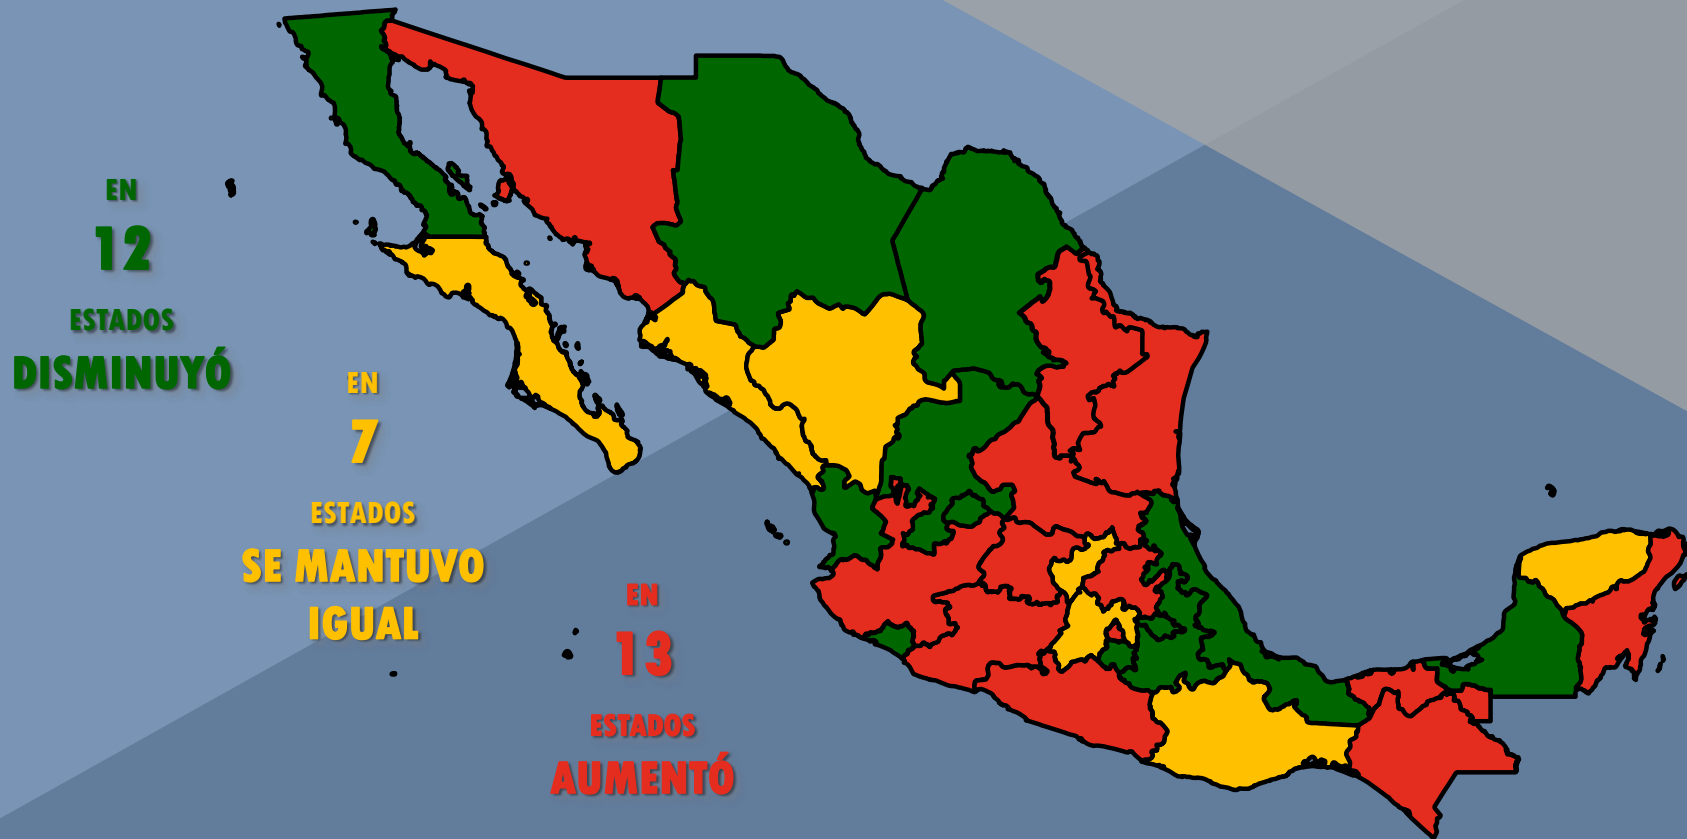 EN
12
ESTADOS
DISMINUYÓ
EN
7
ESTADOS
SE MANTUVO
IGUAL
EN
13
ESTADOS
AUMENTÓ